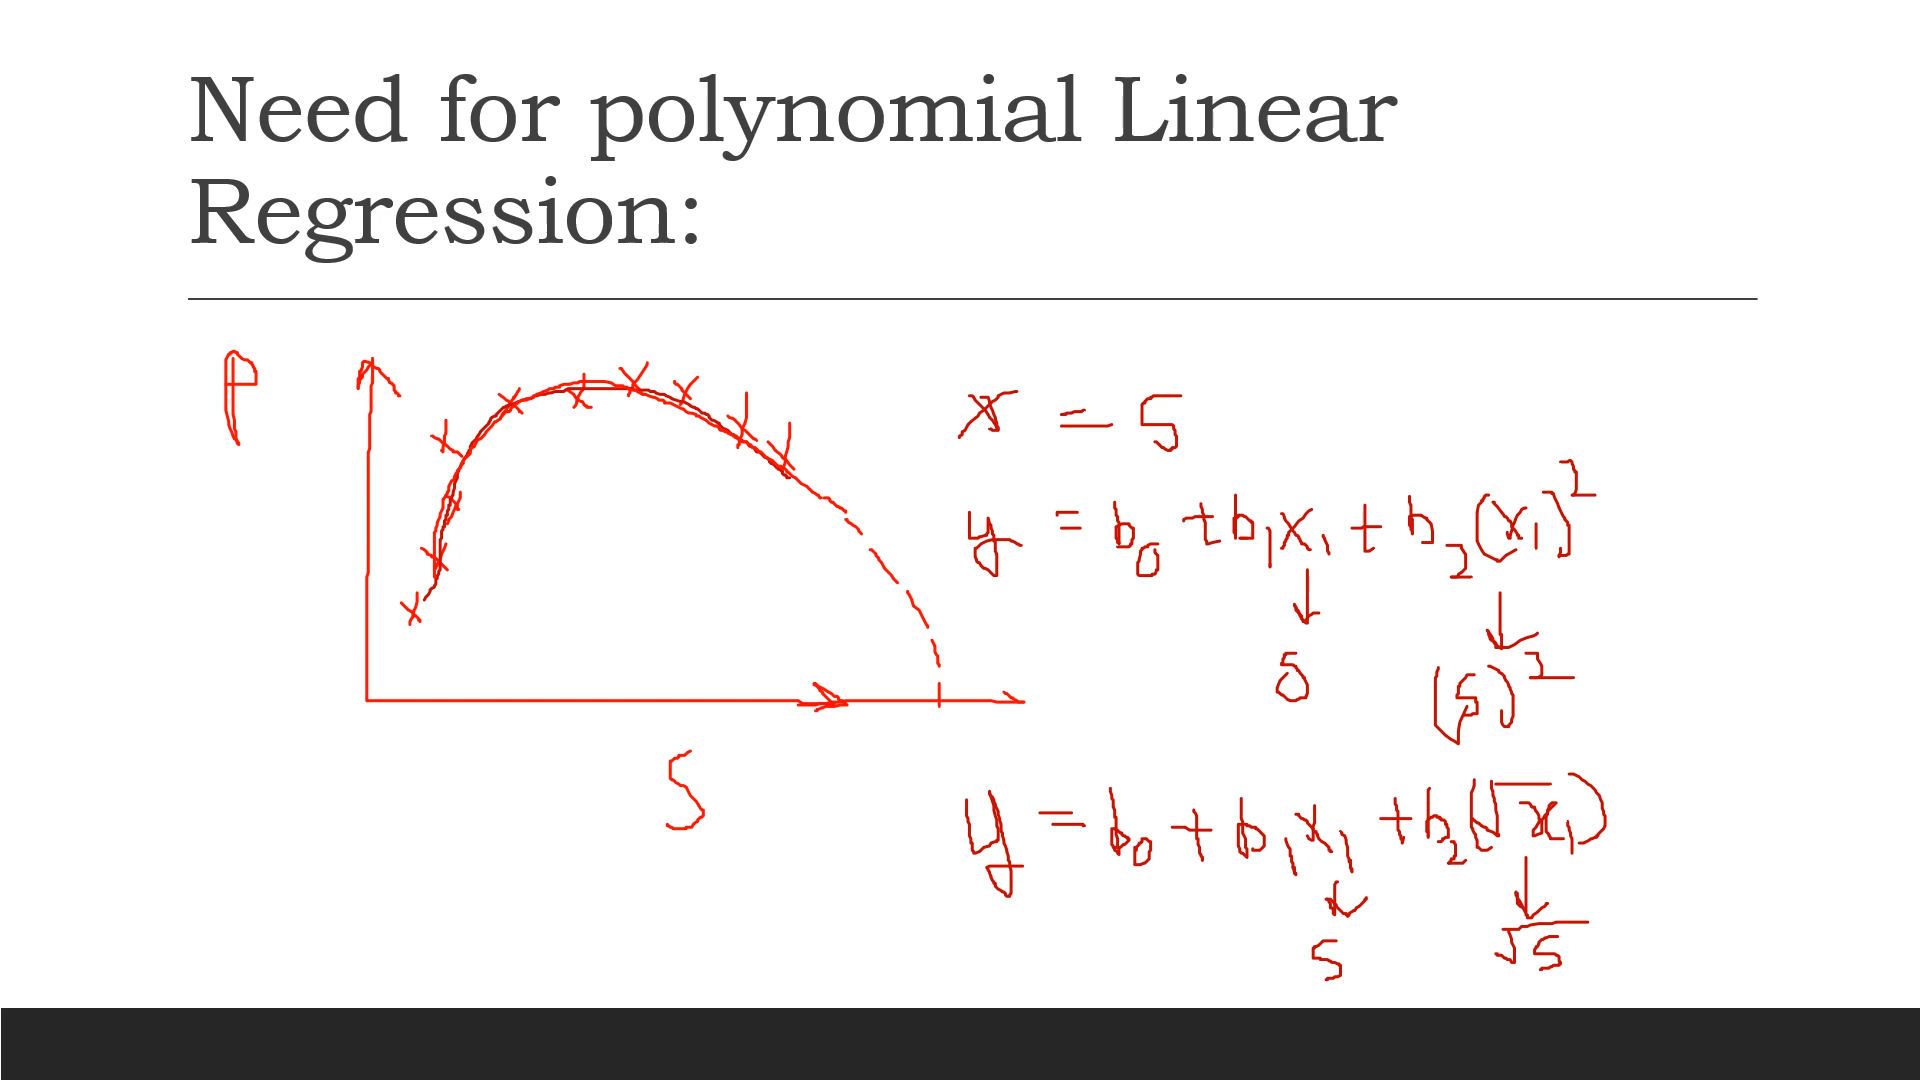 Need for polynomial Linear
Regression:
P
S
x = 5
y = b₀ + b₁x₁ + b₂(x₁)²
5
(5)²
y = b₀ + b₁x₁ + b₂(√x₁)
5
√5